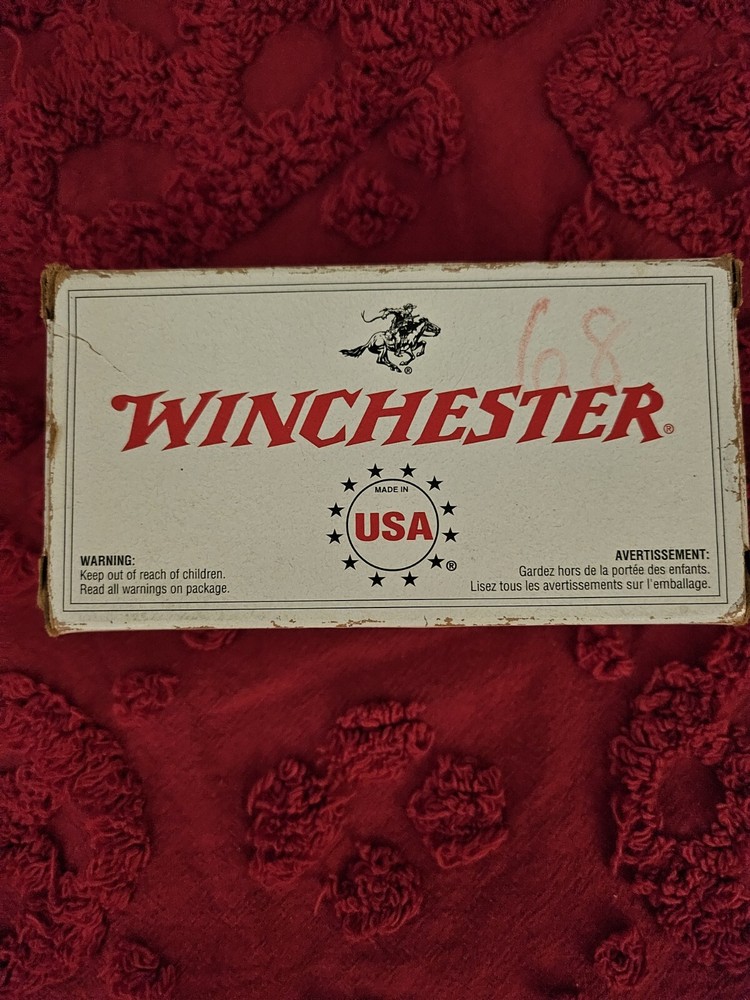 68
WINCHESTER®
MADE IN
USA
®
WARNING:
Keep out of reach of children.
Read all warnings on package.
AVERTISSEMENT:
Gardez hors de la portée des enfants.
Lisez tous les avertissements sur l'emballage.